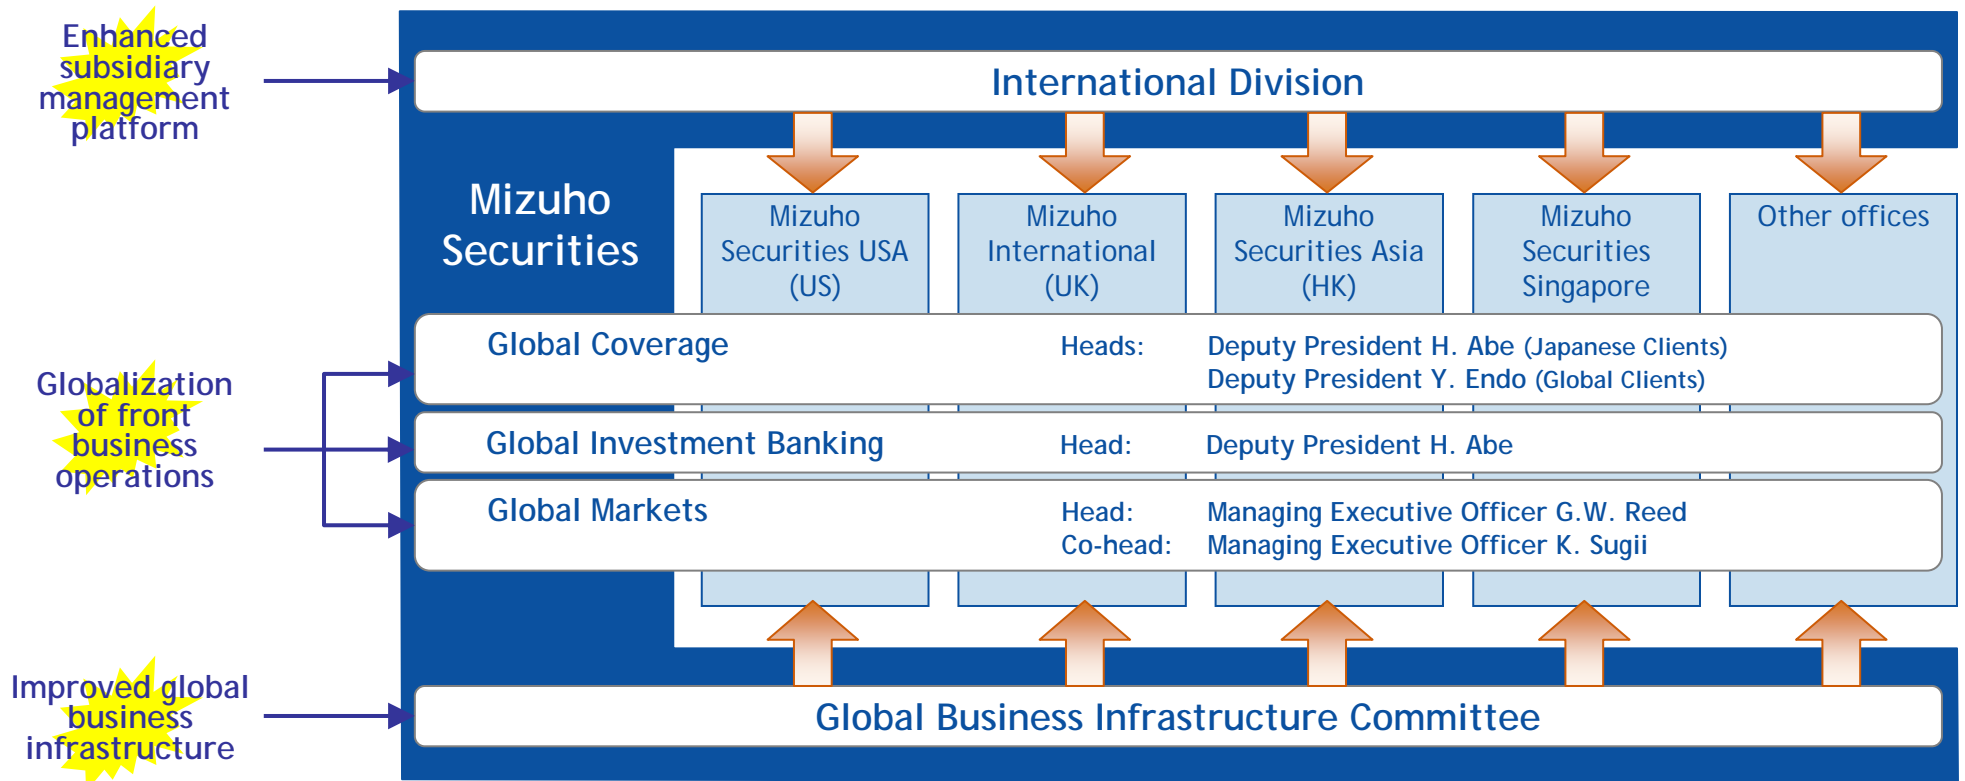 Enhanced
subsidiary
management
platform
International Division
Mizuho
Securities
Mizuho
Securities USA
(US)
Mizuho
International
(UK)
Mizuho
Securities Asia
(HK)
Mizuho
Securities
Singapore
Other offices
Globalization
of front
business
operations
Global Coverage Heads: Deputy President H. Abe (Japanese Clients)
Deputy President Y. Endo (Global Clients)
Global Investment Banking Head: Deputy President H. Abe
Global Markets Head: Managing Executive Officer G.W. Reed
Co-head: Managing Executive Officer K. Sugii
Improved global
business
infrastructure
Global Business Infrastructure Committee